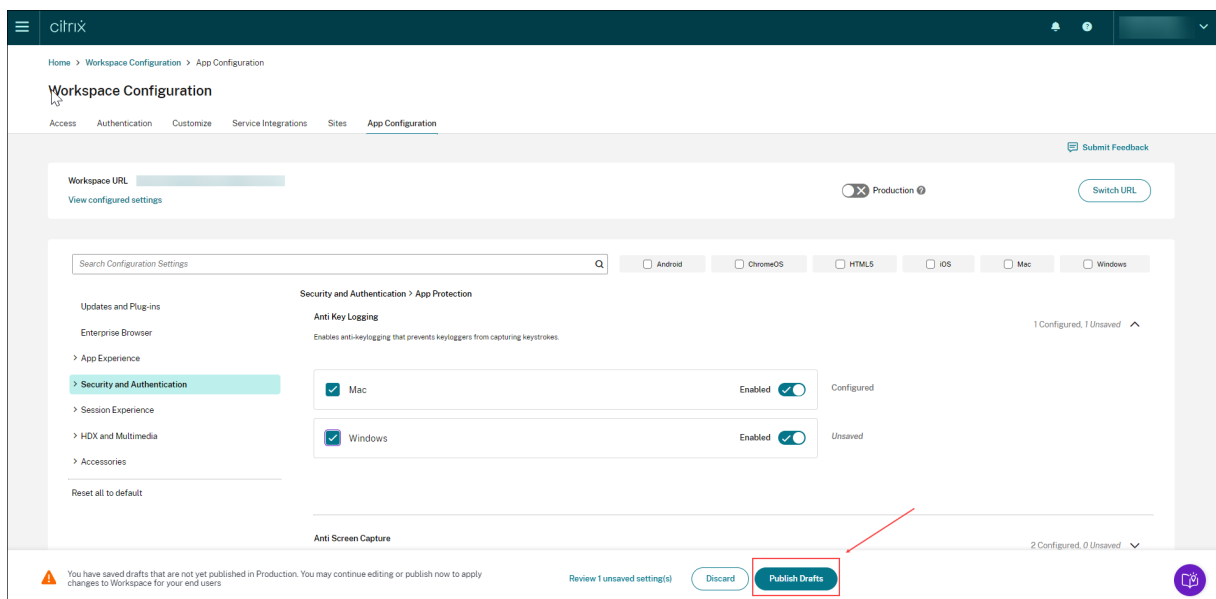 citrix
Home > Workspace Configuration > App Configuration
Workspace Configuration
Access Authentication Customize Service Integrations Sites App Configuration
Submit Feedback
Workspace URL
View configured settings
Production
Switch URL
Search Configuration Settings
Android ChromeOS HTML5 iOS Mac Windows
Updates and Plug-ins
Enterprise Browser
> App Experience
> Security and Authentication
> Session Experience
> HDX and Multimedia
> Accessories
Reset all to default
Security and Authentication > App Protection
Anti Key Logging
1 Configured, 1 Unsaved
Enables anti-keylogging that prevents keyloggers from capturing keystrokes.
Mac Enabled Configured
Windows Enabled Unsaved
Anti Screen Capture
2 Configured, 0 Unsaved
You have saved drafts that are not yet published in Production. You may continue editing or publish now to apply
changes to Workspace for your end users
Review 1 unsaved setting(s) Discard Publish Drafts